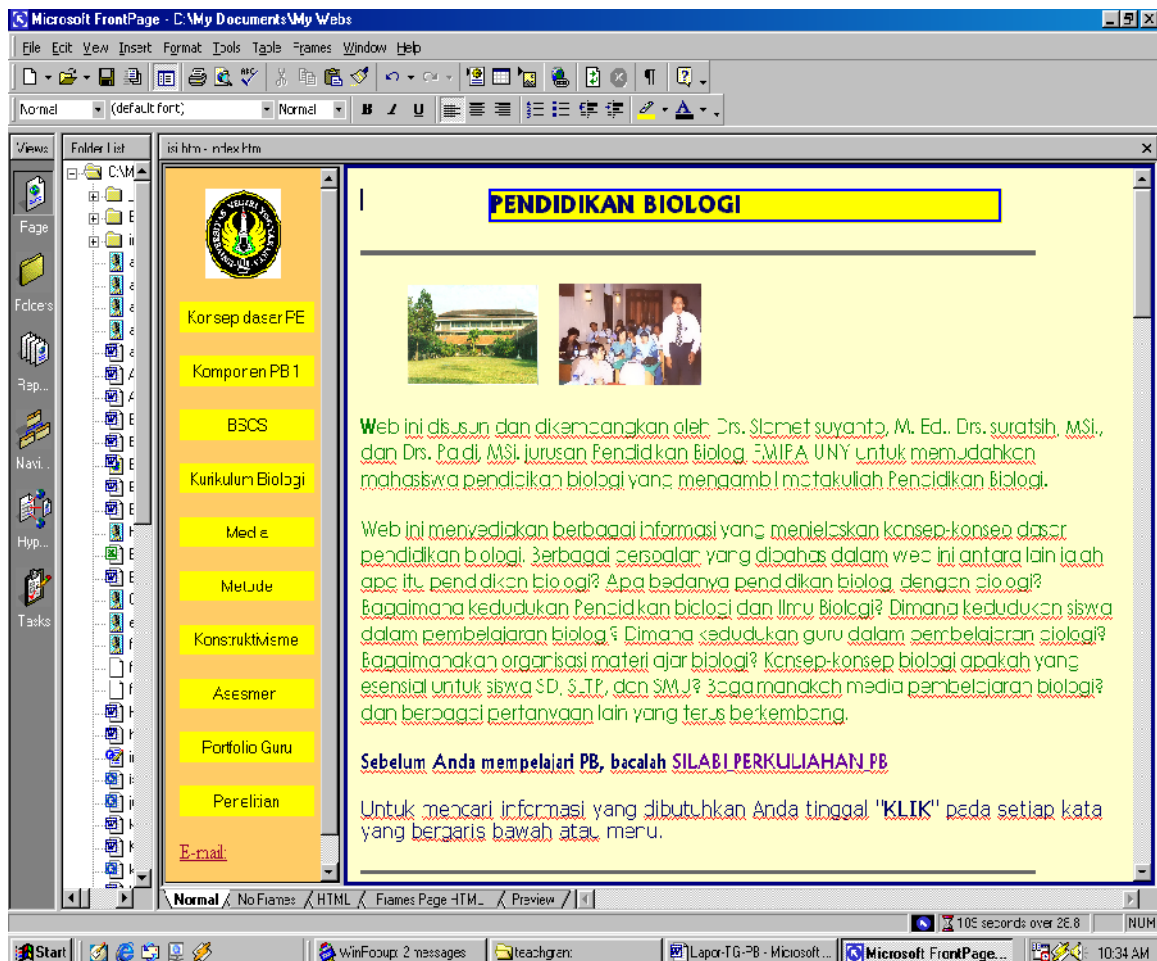 Microsoft FrontPage - C:\My Documents\My Webs
File Edit View Insert Format Tools Table Frames Window Help
Normal (default font) Normal B I U A
Views Folder List isi.htm - index.htm
C:\M
Page
Folders
Rep...
Navi...
Hyp...
Tasks
UNIVERSITAS NEGERI YOGYAKARTA
Konsep dasar PB
Komponen PB 1
BSCS
Kurikulum Biologi
Media
Metode
Konstruktivisme
Asesmen
Portfolio Guru
Penelitian
E-mail:
PENDIDIKAN BIOLOGI
Web ini disusun dan dikembangkan oleh Drs. Slamet suyanto, M. Ed., Drs. suratsih, MSi.,
dan Drs. Paidi, MSi. jurusan Pendidikan Biologi FMIPA UNY untuk memudahkan
mahasiswa pendidikan biologi yang mengambil matakuliah Pendidikan Biologi.
Web ini menyediakan berbagai informasi yang menjelaskan konsep-konsep dasar
pendidikan biologi. Berbagai persoalan yang dibahas dalam web ini antara lain ialah
apa itu pendidikan biologi? Apa bedanya pendidikan biologi dengan biologi?
Bagaimana kedudukan Pendidikan biologi dan Ilmu Biologi? Dimana kedudukan siswa
dalam pembelajaran biologi? Dimana kedudukan guru dalam pembelajaran biologi?
Bagaimanakan organisasi materi ajar biologi? Konsep-konsep biologi apakah yang
esensial untuk siswa SD, SLTP, dan SMU? Bagaimanakah media pembelajaran biologi?
dan berbagai pertanyaan lain yang terus berkembang.
Sebelum Anda mempelajari PB, bacalah SILABI PERKULIAHAN PB
Untuk mencari informasi yang dibutuhkan Anda tinggal "KLIK" pada setiap kata
yang bergaris bawah atau menu.
Normal No Frames HTML Frames Page HTML Preview
109 seconds over 28.8 NUM
Start WinPopup: 2 messages teachgrant Lapor-TG-PB - Microsoft ... Microsoft FrontPage... 10:34 AM